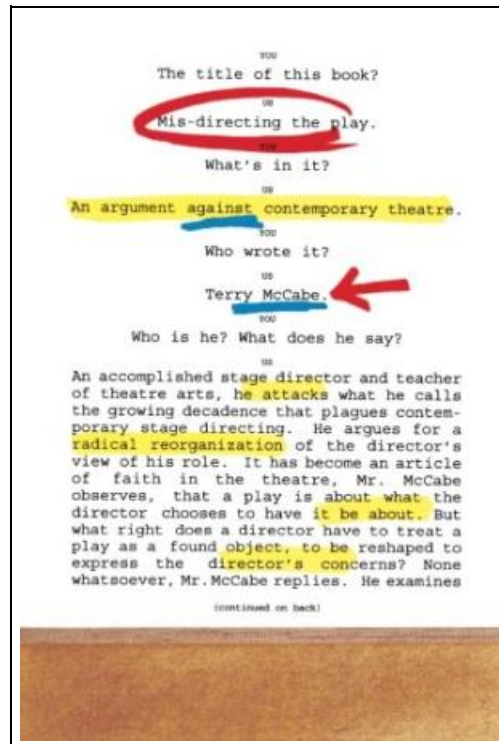 YOU
The title of this book?
US
Mis-directing the play.
YOU
What's in it?
US
An argument against contemporary theatre.
YOU
Who wrote it?
US
Terry McCabe.
YOU
Who is he? What does he say?
US
An accomplished stage director and teacher
of theatre arts, he attacks what he calls
the growing decadence that plagues contem-
porary stage directing. He argues for a
radical reorganization of the director's
view of his role. It has become an article
of faith in the theatre, Mr. McCabe
observes, that a play is about what the
director chooses to have it be about. But
what right does a director have to treat a
play as a found object, to be reshaped to
express the director's concerns? None
whatsoever, Mr. McCabe replies. He examines
(continued on back)